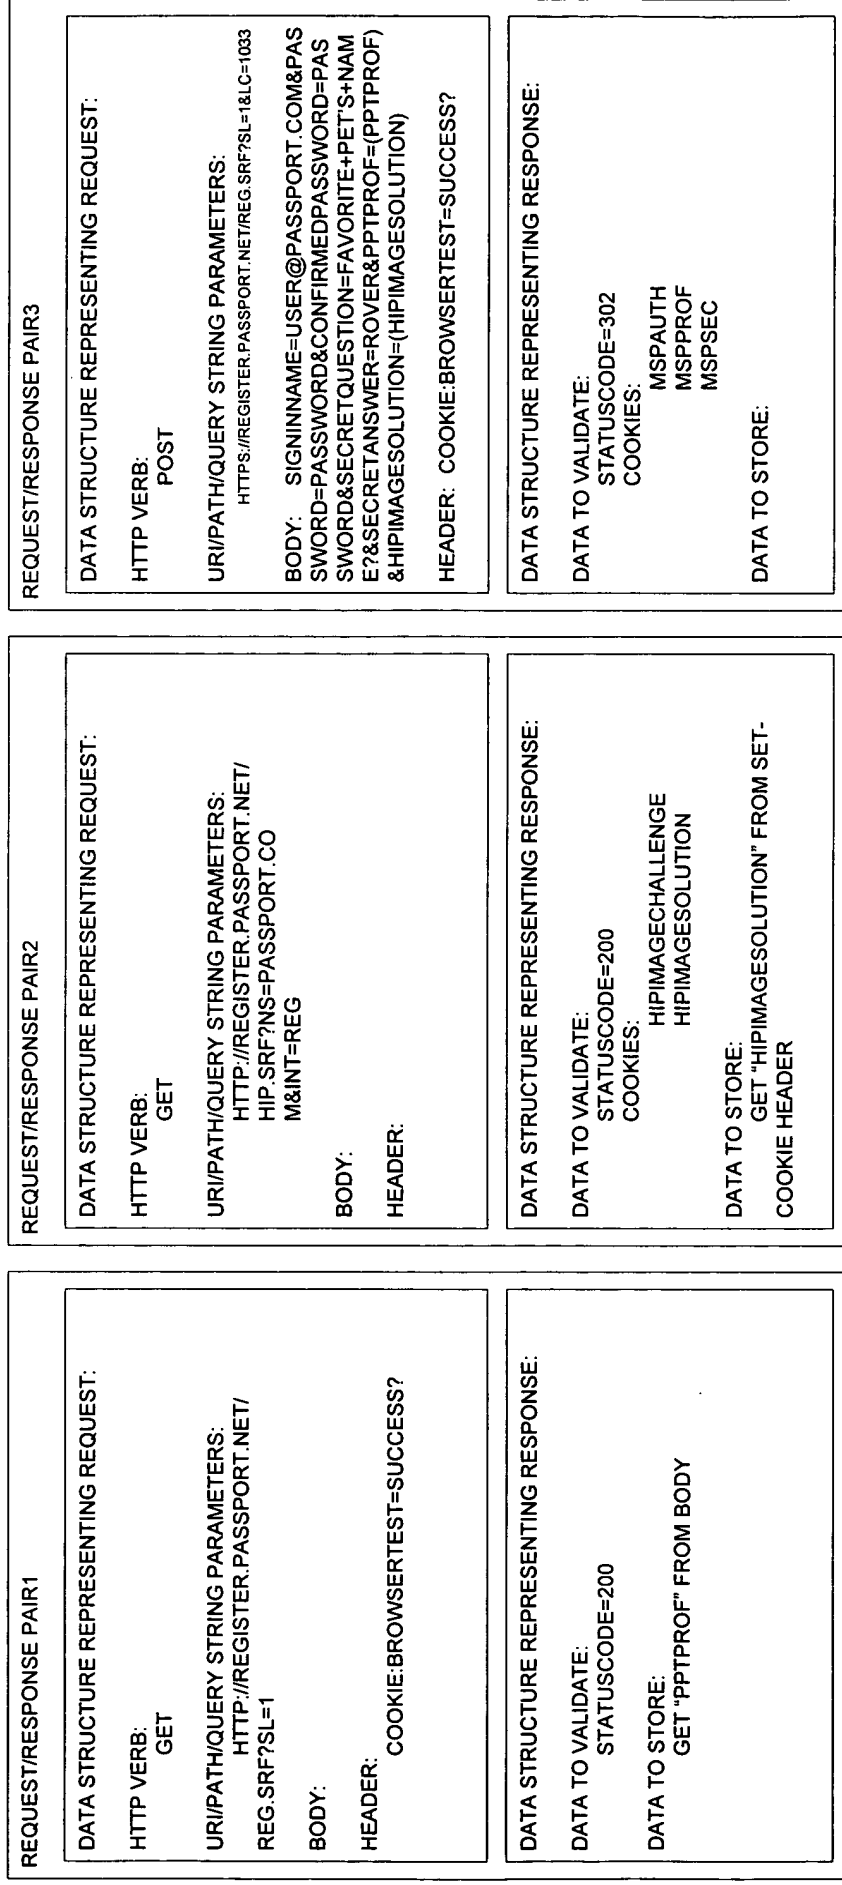 REQUEST/RESPONSE PAIR1
DATA STRUCTURE REPRESENTING REQUEST:
HTTP VERB:
GET
URI/PATH/QUERY STRING PARAMETERS:
HTTP://REGISTER.PASSPORT.NET/
REG.SRF?SL=1
BODY:
HEADER:
COOKIE:BROWSERTEST=SUCCESS?
DATA STRUCTURE REPRESENTING RESPONSE:
DATA TO VALIDATE:
STATUSCODE=200
DATA TO STORE:
GET "PPTPROF" FROM BODY
REQUEST/RESPONSE PAIR2
DATA STRUCTURE REPRESENTING REQUEST:
HTTP VERB:
GET
URI/PATH/QUERY STRING PARAMETERS:
HTTP://REGISTER.PASSPORT.NET/
HIP.SRF?NS=PASSPORT.CO
M&INT=REG
BODY:
HEADER:
DATA STRUCTURE REPRESENTING RESPONSE:
DATA TO VALIDATE:
STATUSCODE=200
COOKIES:
HIPIMAGECHALLENGE
HIPIMAGESOLUTION
DATA TO STORE:
GET "HIPIMAGESOLUTION" FROM SET-
COOKIE HEADER
REQUEST/RESPONSE PAIR3
DATA STRUCTURE REPRESENTING REQUEST:
HTTP VERB:
POST
URI/PATH/QUERY STRING PARAMETERS:
HTTPS://REGISTER.PASSPORT.NET/REG.SRF?SL=1&LC=1033
BODY: SIGNINNAME=USER@PASSPORT.COM&PAS
SWORD=PASSWORD&CONFIRMEDPASSWORD=PAS
SWORD&SECRETQUESTION=FAVORITE+PET'S+NAM
E?&SECRETANSWER=ROVER&PPTPROF=(PPTPROF)
&HIPIMAGESOLUTION=(HIPIMAGESOLUTION)
HEADER: COOKIE:BROWSERTEST=SUCCESS?
DATA STRUCTURE REPRESENTING RESPONSE:
DATA TO VALIDATE:
STATUSCODE=302
COOKIES:
MSPAUTH
MSPPROF
MSPSEC
DATA TO STORE: